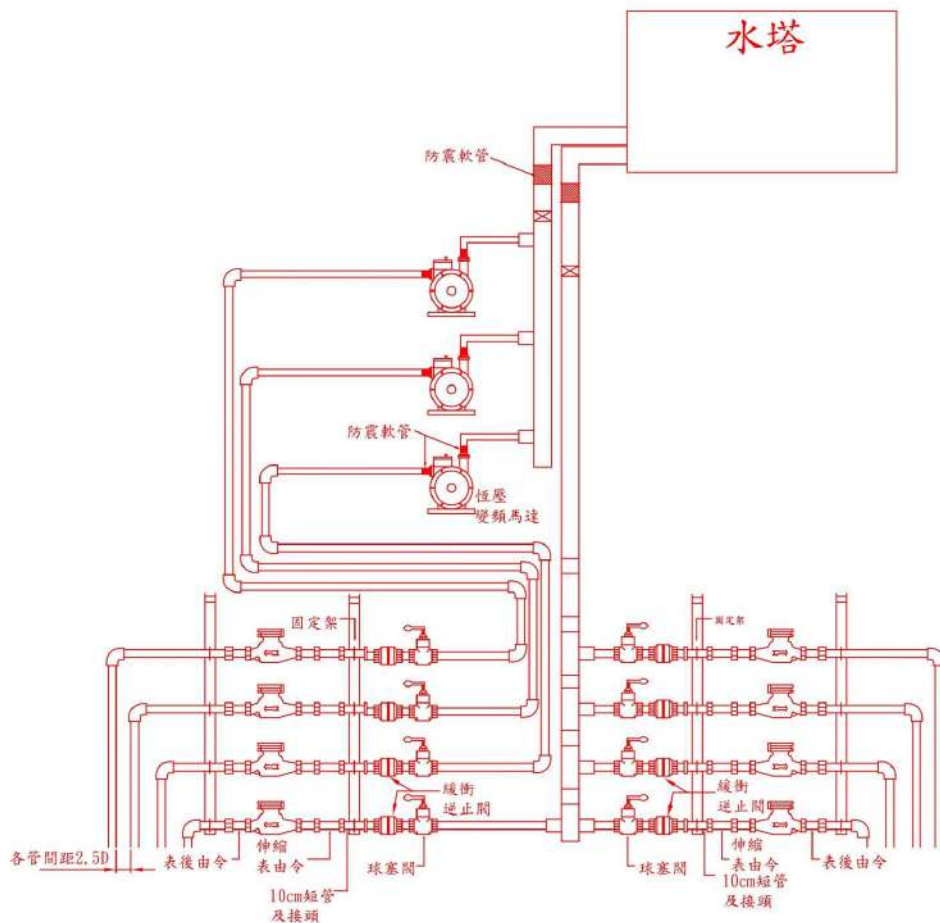 水塔
防震軟管
防震軟管
恆壓
變頻馬達
固定架
固定架
緩衝
逆止閥
緩衝
逆止閥
各管間距2.5D
表後由令
伸縮
表由令
球塞閥
球塞閥
伸縮
表由令
表後由令
10cm短管
及接頭
10cm短管
及接頭